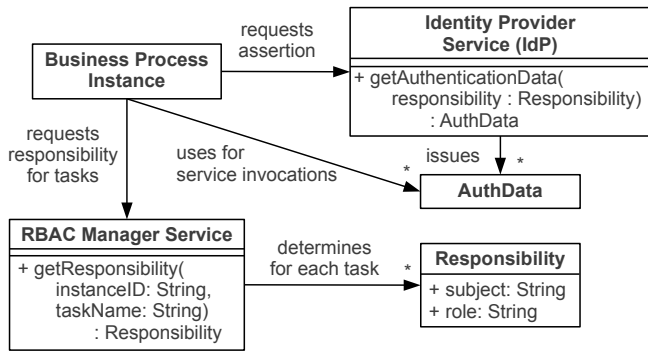 requests
assertion
Identity Provider
Service (IdP)
+ getAuthenticationData(
responsibility : Responsibility)
: AuthData
Business Process
Instance
requests
responsibility
for tasks
uses for
service invocations
*
issues
*
AuthData
RBAC Manager Service
+ getResponsibility(
instanceID: String,
taskName: String)
: Responsibility
determines
for each task
*
Responsibility
+ subject: String
+ role: String